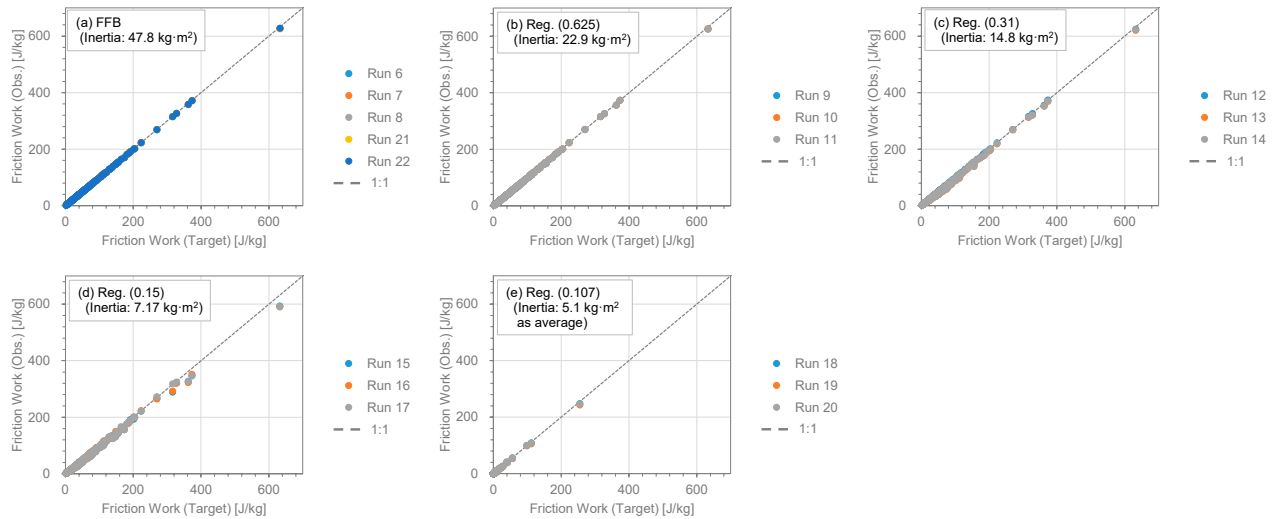 (a) FFB
(Inertia: 47.8 kg·m²)
Friction Work (Obs.) [J/kg]
600
400
200
0
0 200 400 600
Friction Work (Target) [J/kg]
Run 6
Run 7
Run 8
Run 21
Run 22
1:1
(b) Reg. (0.625)
(Inertia: 22.9 kg·m²)
Friction Work (Obs.) [J/kg]
600
400
200
0
0 200 400 600
Friction Work (Target) [J/kg]
Run 9
Run 10
Run 11
1:1
(c) Reg. (0.31)
(Inertia: 14.8 kg·m²)
Friction Work (Obs.) [J/kg]
600
400
200
0
0 200 400 600
Friction Work (Target) [J/kg]
Run 12
Run 13
Run 14
1:1
(d) Reg. (0.15)
(Inertia: 7.17 kg·m²)
Friction Work (Obs.) [J/kg]
600
400
200
0
0 200 400 600
Friction Work (Target) [J/kg]
Run 15
Run 16
Run 17
1:1
(e) Reg. (0.107)
(Inertia: 5.1 kg·m²
as average)
Friction Work (Obs.) [J/kg]
600
400
200
0
0 200 400 600
Friction Work (Target) [J/kg]
Run 18
Run 19
Run 20
1:1